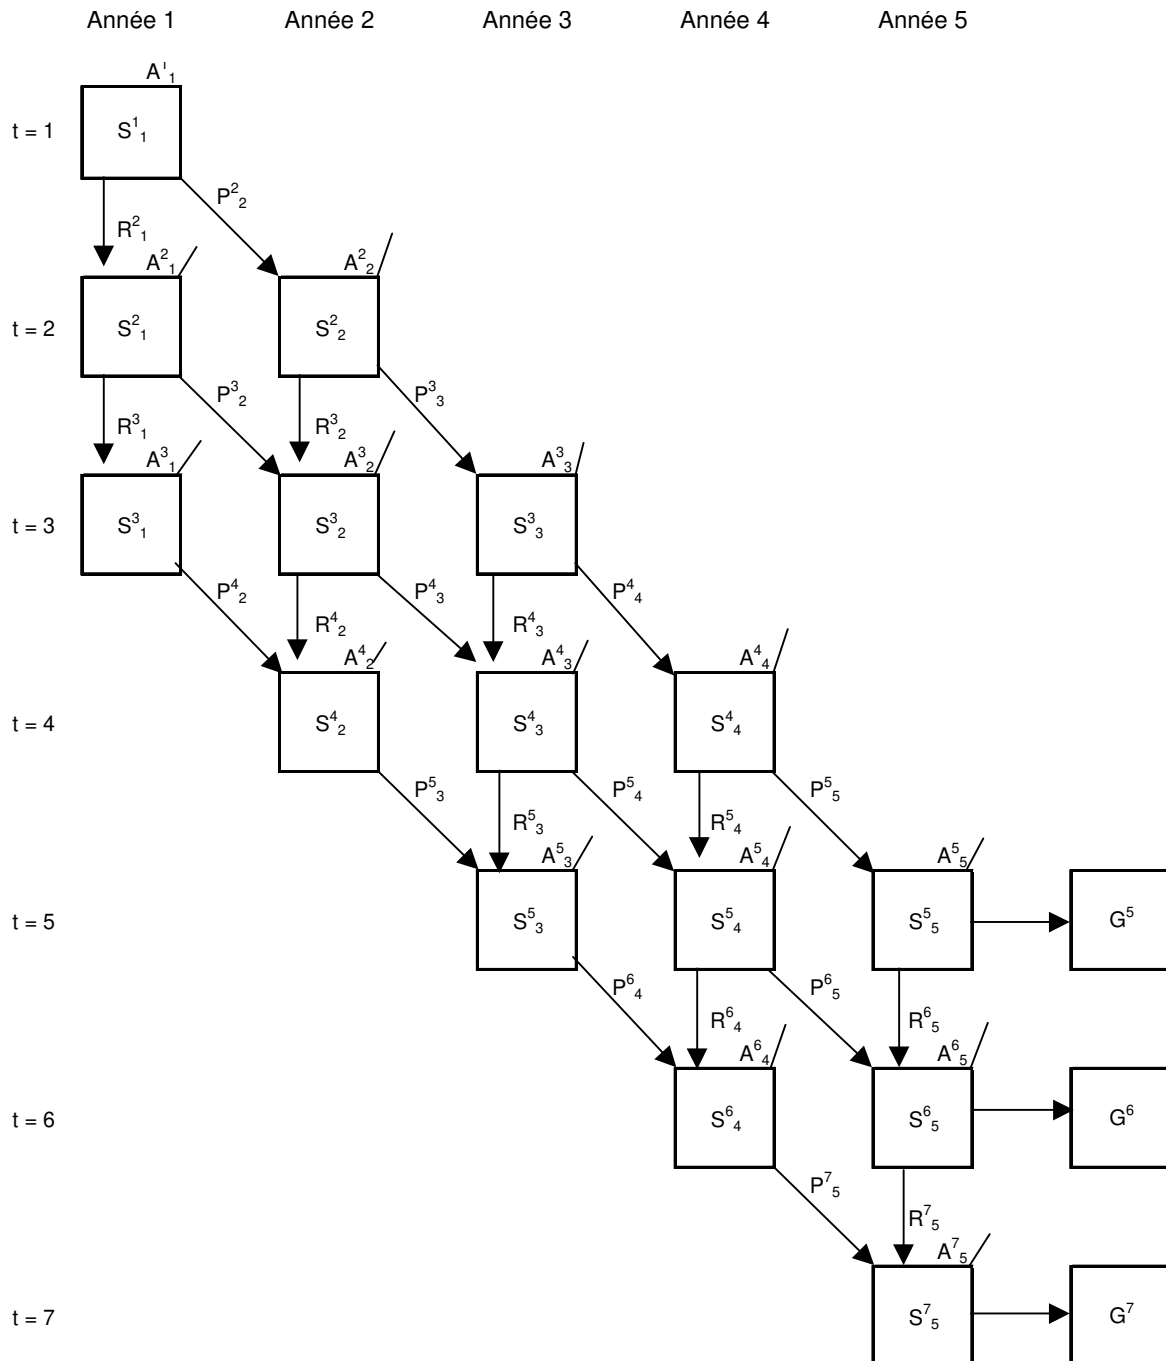 Année 1 Année 2 Année 3 Année 4 Année 5
A'₁
t = 1 S¹₁
P²₂
R²₁
A²₁ A²₂
t = 2 S²₁ S²₂
P³₂ P³₃
R³₁ R³₂
A³₁ A³₂ A³₃
t = 3 S³₁ S³₂ S³₃
P⁴₂ P⁴₃ P⁴₄
R⁴₂ R⁴₃
A⁴₂ A⁴₃ A⁴₄
t = 4 S⁴₂ S⁴₃ S⁴₄
P⁵₃ P⁵₄ P⁵₅
R⁵₃ R⁵₄
A⁵₃ A⁵₄ A⁵₅
t = 5 S⁵₃ S⁵₄ S⁵₅ G⁵
P⁶₄ P⁶₅
R⁶₄ R⁶₅
A⁶₄ A⁶₅
t = 6 S⁶₄ S⁶₅ G⁶
P⁷₅
R⁷₅
A⁷₅
t = 7 S⁷₅ G⁷